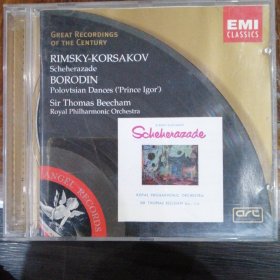 GREAT RECORDINGS
OF THE CENTURY
EMI
CLASSICS
RIMSKY-KORSAKOV
Scheherazade
BORODIN
Polovtsian Dances ('Prince Igor')
Sir Thomas Beecham
Royal Philharmonic Orchestra
Scheherazade
ROYAL PHILHARMONIC ORCHESTRA
SIR THOMAS BEECHAM
ANGEL RECORDS
art